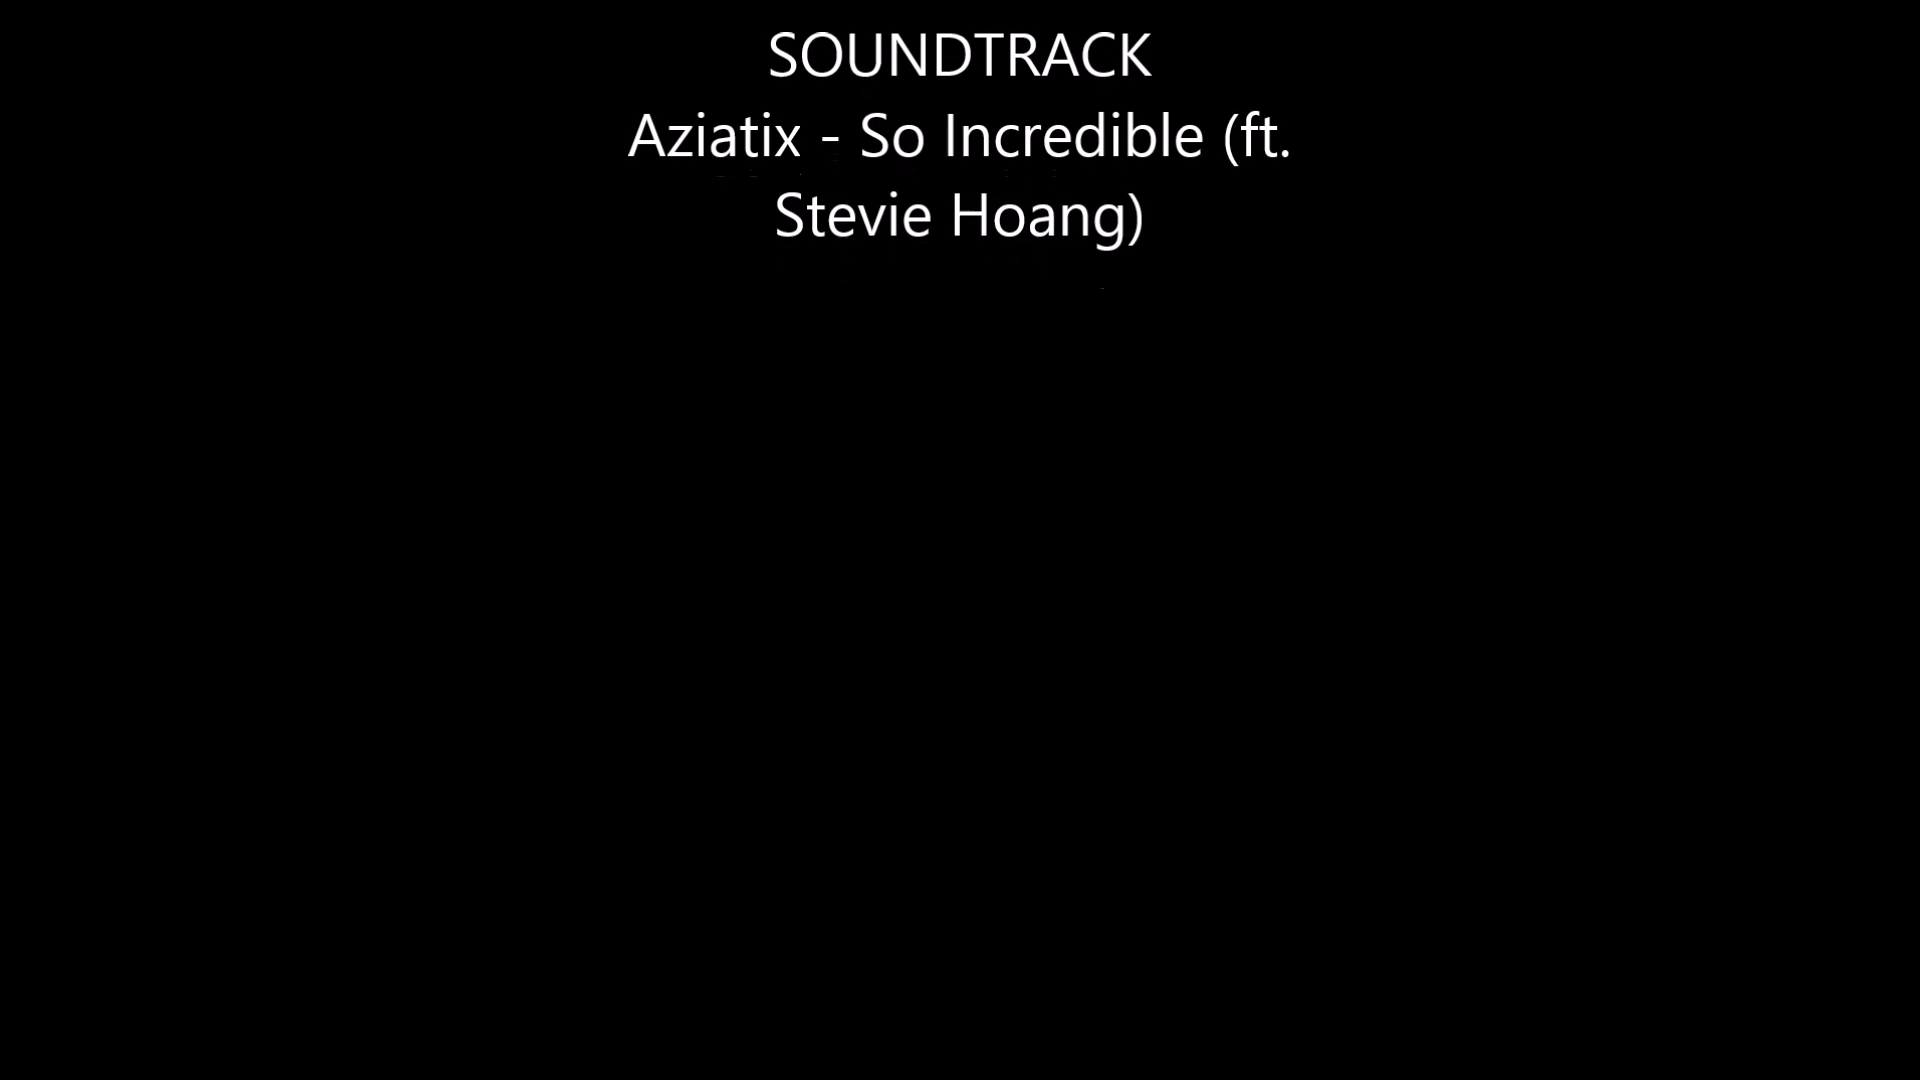 SOUNDTRACK
Aziatix - So Incredible (ft.
Stevie Hoang)